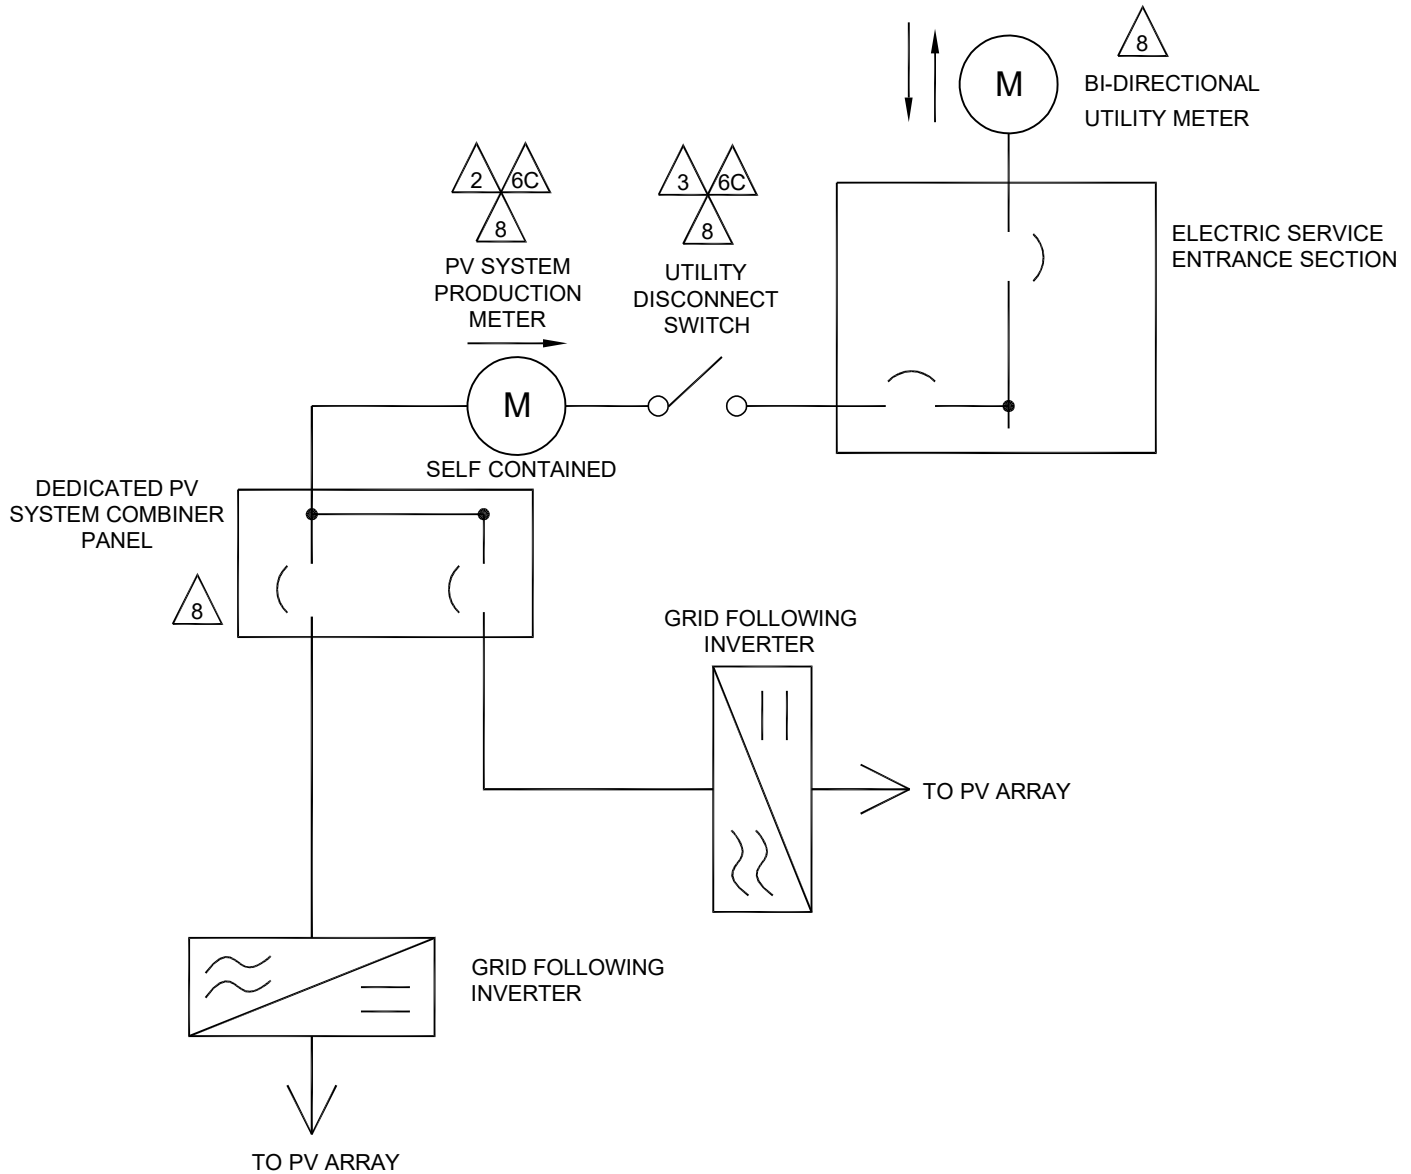 8
M
BI-DIRECTIONAL
UTILITY METER
2
6C
8
3
6C
8
ELECTRIC SERVICE
ENTRANCE SECTION
PV SYSTEM
PRODUCTION
METER
UTILITY
DISCONNECT
SWITCH
M
SELF CONTAINED
DEDICATED PV
SYSTEM COMBINER
PANEL
8
GRID FOLLOWING
INVERTER
TO PV ARRAY
GRID FOLLOWING
INVERTER
TO PV ARRAY